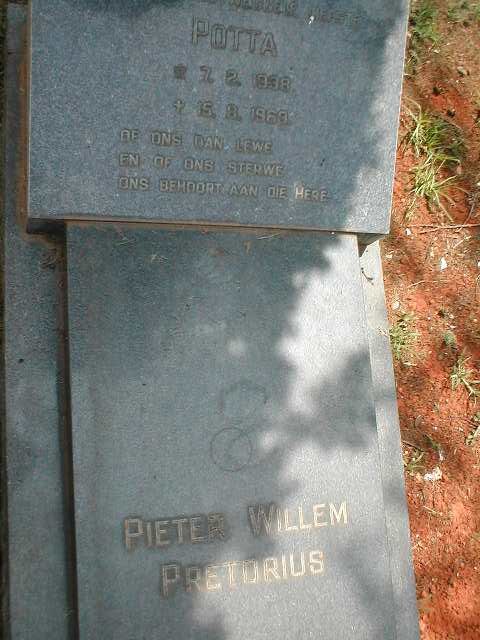 POTTA
* 7. 2. 1938
+ 15. 8. 1969
OF ONS DAN LEWE
EN OF ONS STERWE
ONS BEHOORT AAN DIE HERE
PIETER WILLEM
PRETORIUS